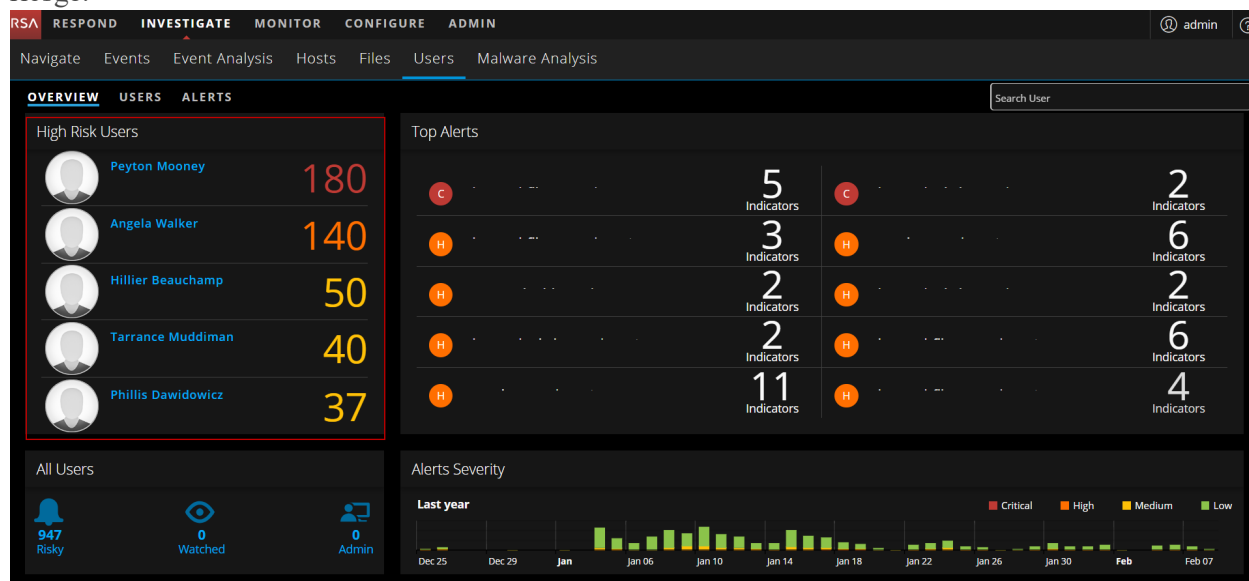 RSA RESPOND INVESTIGATE MONITOR CONFIGURE ADMIN admin
Navigate Events Event Analysis Hosts Files Users Malware Analysis
OVERVIEW USERS ALERTS Search User
High Risk Users
Peyton Mooney 180
Angela Walker 140
Hillier Beauchamp 50
Tarrance Muddiman 40
Phillis Dawidowicz 37
Top Alerts
C 5 Indicators C 2 Indicators
H 3 Indicators H 6 Indicators
H 2 Indicators H 2 Indicators
H 2 Indicators H 6 Indicators
H 11 Indicators H 4 Indicators
All Users
947 0 0
Risky Watched Admin
Alerts Severity
Last year Critical High Medium Low
Dec 25 Dec 29 Jan Jan 06 Jan 10 Jan 14 Jan 18 Jan 22 Jan 26 Jan 30 Feb Feb 07